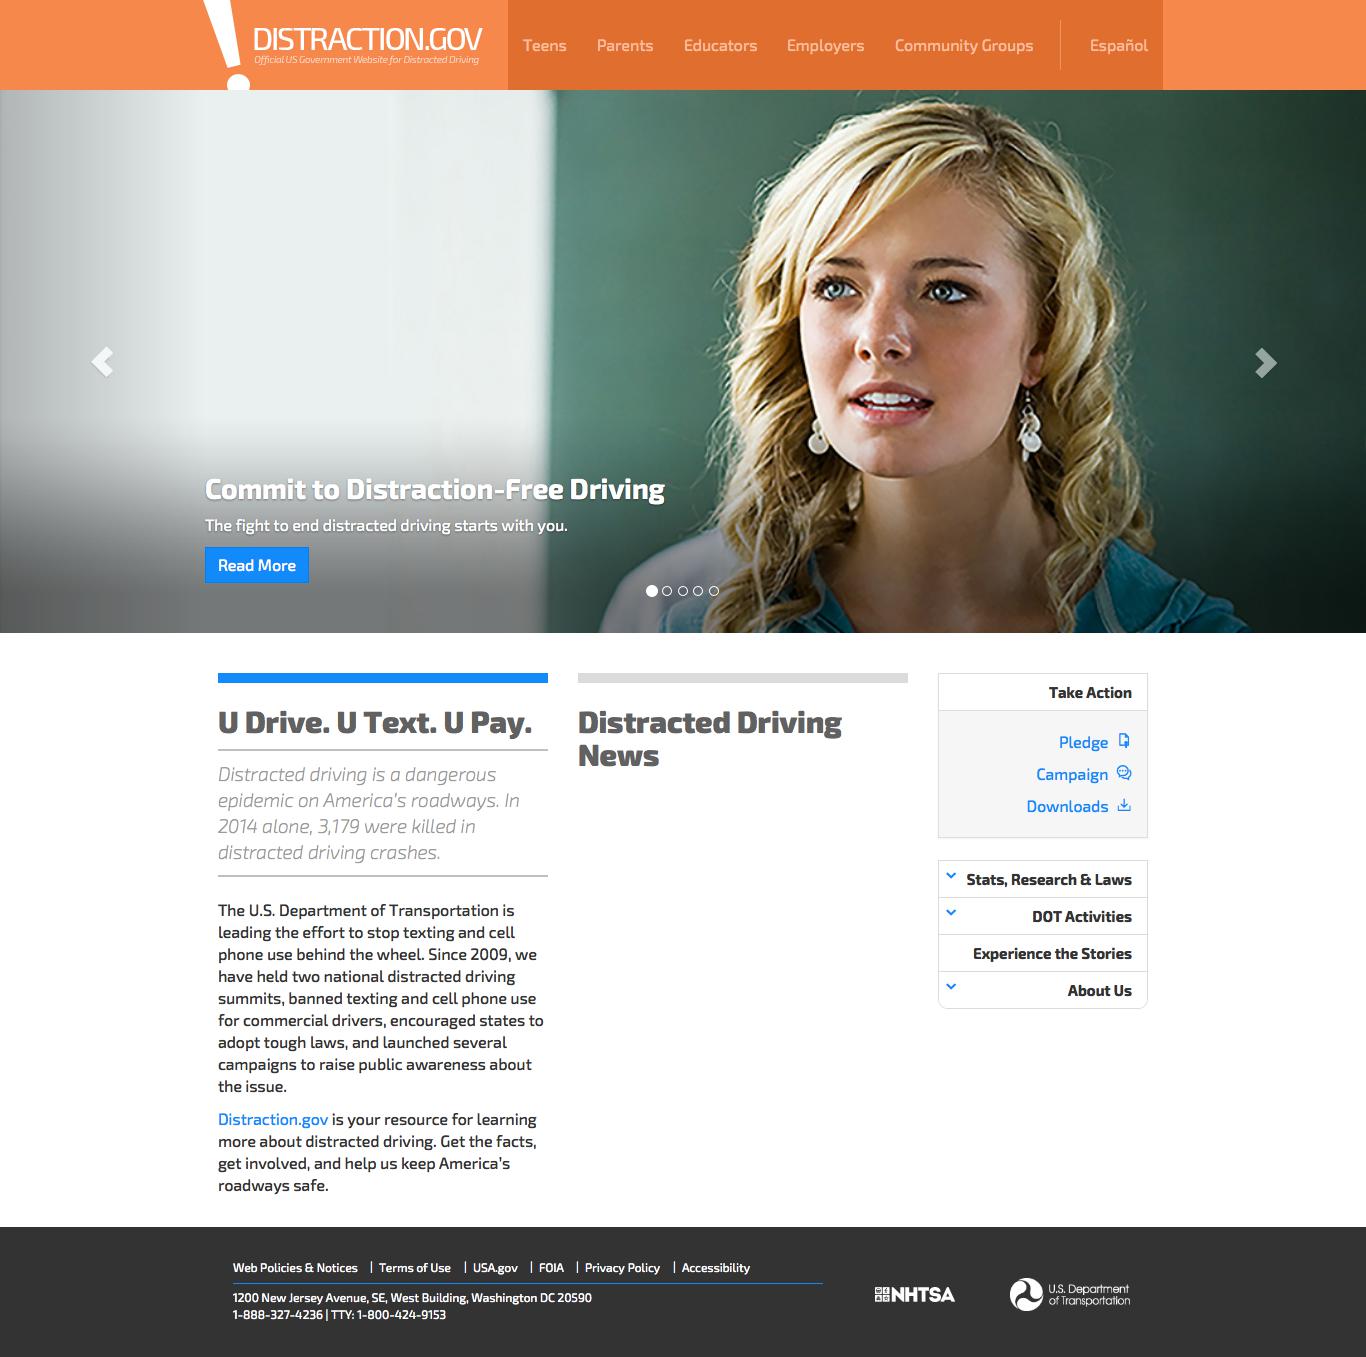 DISTRACTION.GOV
Official US Government Website for Distracted Driving
Teens
Parents
Educators
Employers
Community Groups
Español
Commit to Distraction-Free Driving
The fight to end distracted driving starts with you.
Read More
U Drive. U Text. U Pay.
Distracted driving is a dangerous
epidemic on America's roadways. In
2014 alone, 3,179 were killed in
distracted driving crashes.
The U.S. Department of Transportation is
leading the effort to stop texting and cell
phone use behind the wheel. Since 2009, we
have held two national distracted driving
summits, banned texting and cell phone use
for commercial drivers, encouraged states to
adopt tough laws, and launched several
campaigns to raise public awareness about
the issue.
Distraction.gov is your resource for learning
more about distracted driving. Get the facts,
get involved, and help us keep America's
roadways safe.
Distracted Driving
News
Take Action
Pledge
Campaign
Downloads
Stats, Research & Laws
DOT Activities
Experience the Stories
About Us
Web Policies & Notices | Terms of Use | USA.gov | FOIA | Privacy Policy | Accessibility
1200 New Jersey Avenue, SE, West Building, Washington DC 20590
1-888-327-4236 | TTY: 1-800-424-9153
NHTSA
U.S. Department
of Transportation